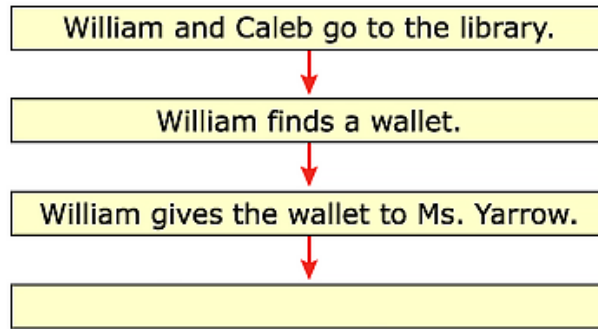 William and Caleb go to the library.
William finds a wallet.
William gives the wallet to Ms. Yarrow.